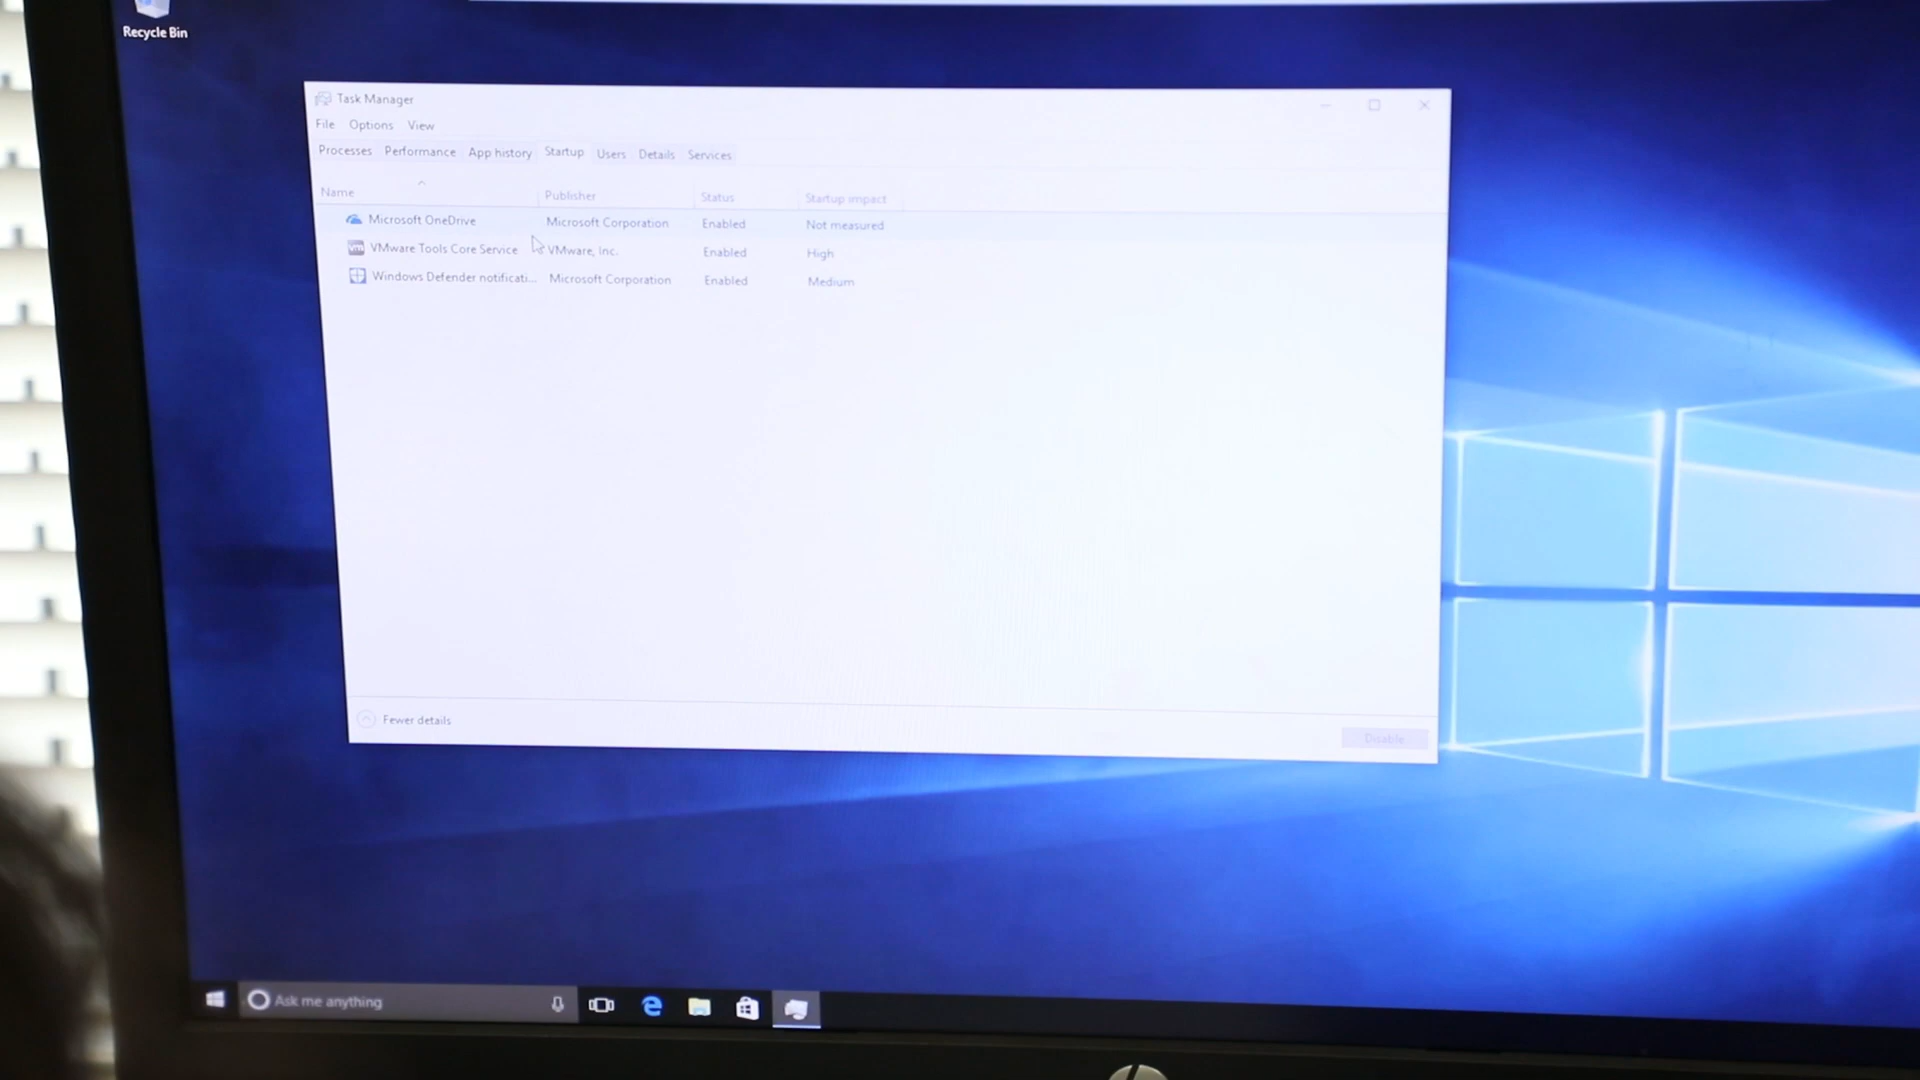 Recycle Bin
Task Manager
File Options View
Processes Performance App history Startup Users Details Services
Name Publisher Status Startup impact
Microsoft OneDrive Microsoft Corporation Enabled Not measured
vm VMware Tools Core Service VMware, Inc. Enabled High
Windows Defender notificati... Microsoft Corporation Enabled Medium
Fewer details Disable
Ask me anything